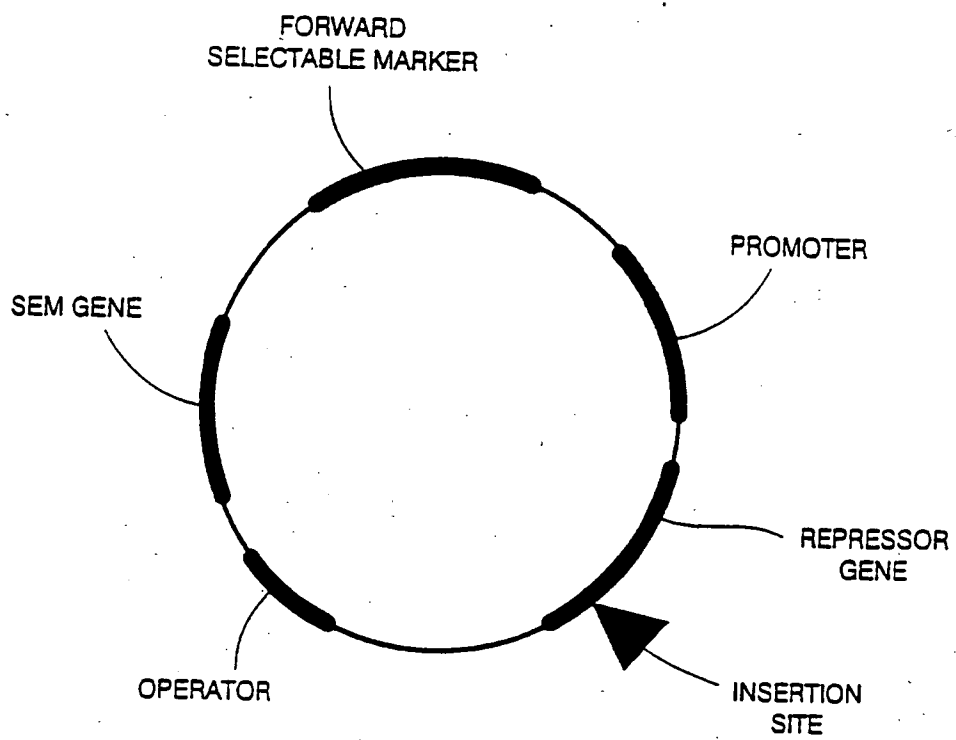 FORWARD
SELECTABLE MARKER
PROMOTER
SEM GENE
REPRESSOR
GENE
OPERATOR
INSERTION
SITE